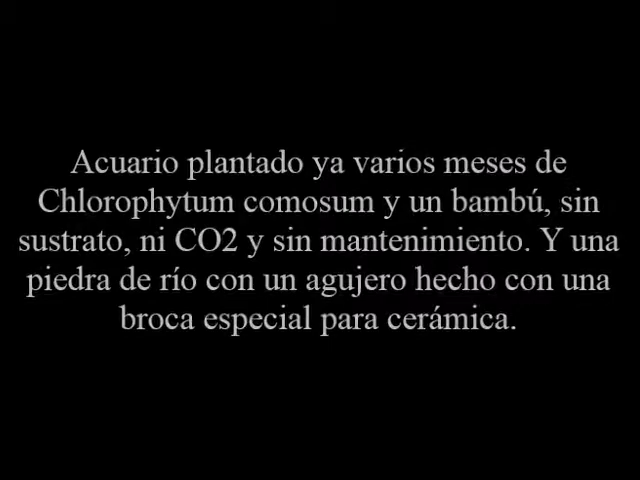 Acuario plantado ya varios meses de
Chlorophytum comosum y un bambú, sin
sustrato, ni CO2 y sin mantenimiento. Y una
piedra de río con un agujero hecho con una
broca especial para cerámica.